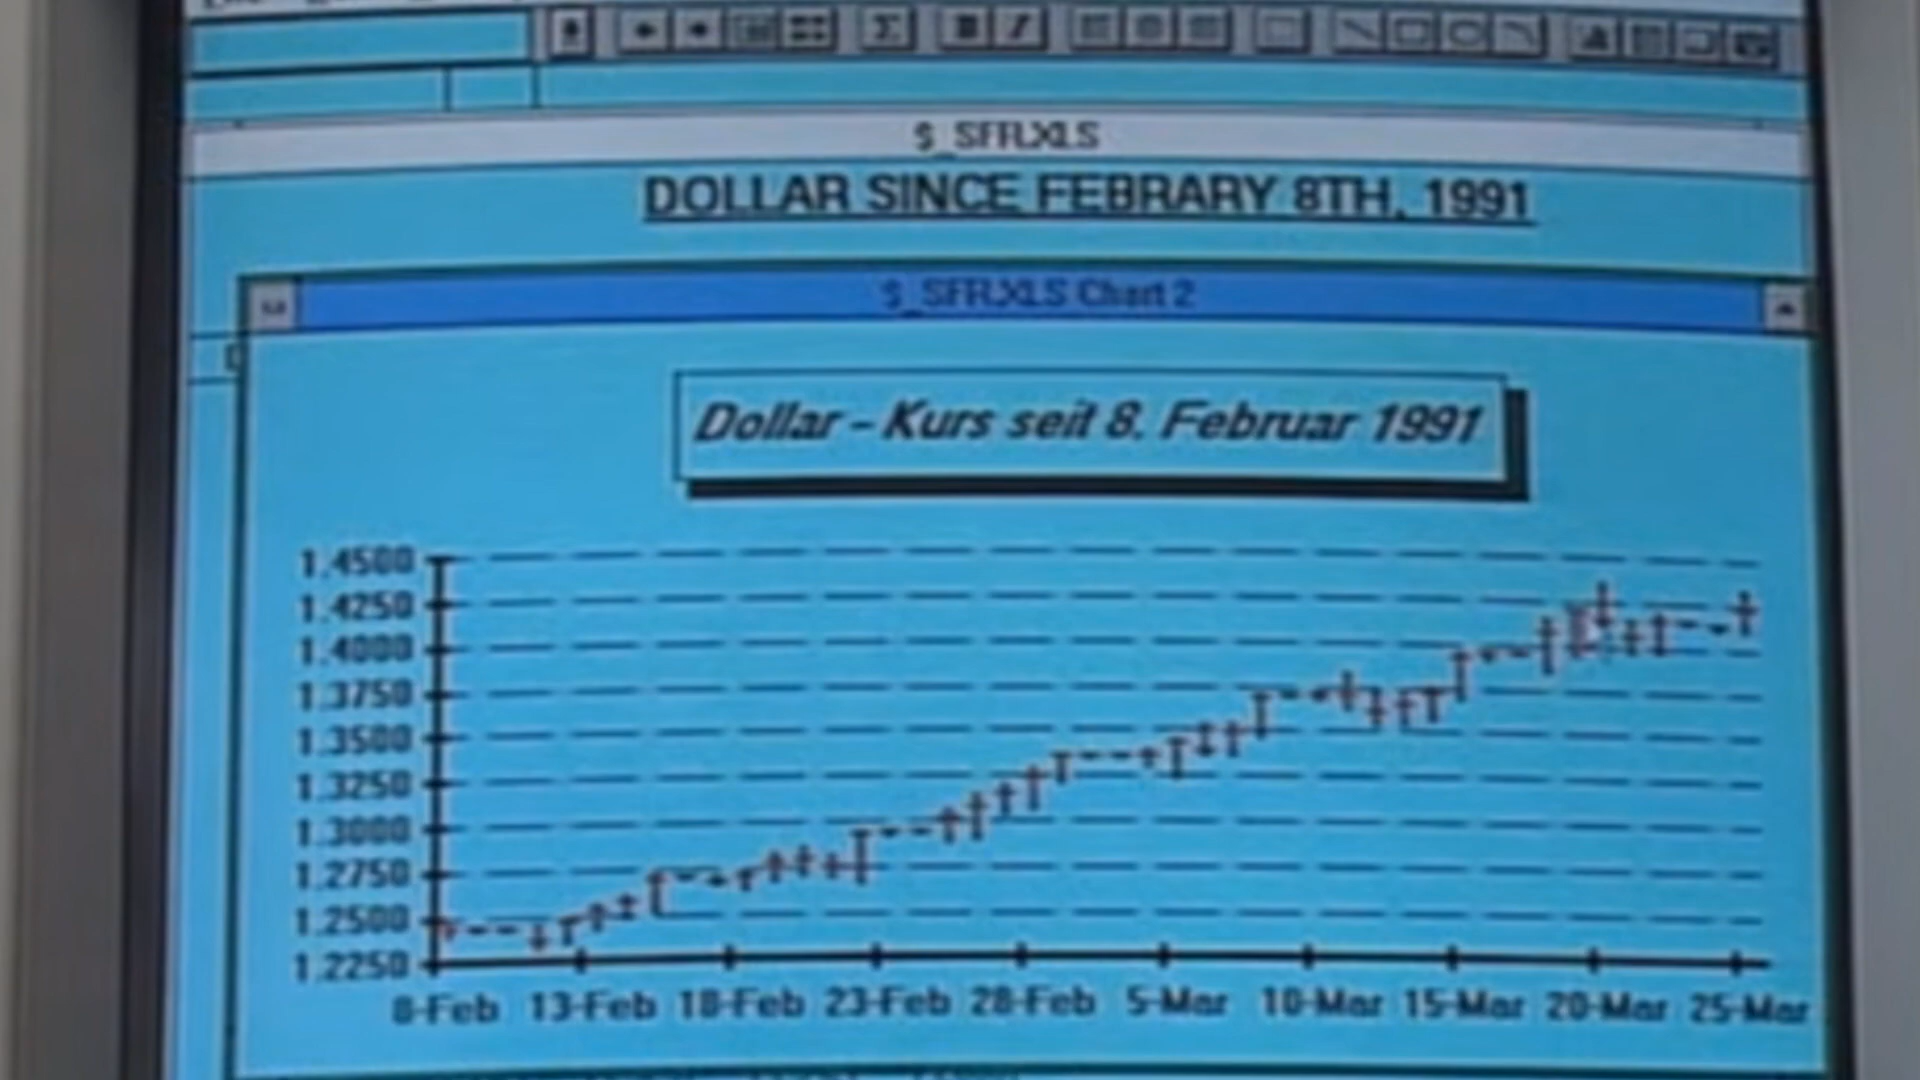 Σ B I
$_SFR.XLS
DOLLAR SINCE FEBRARY 8TH, 1991
$_SFR.XLS Chart 2
Dollar - Kurs seit 8. Februar 1991
1.4500
1.4250
1.4000
1.3750
1.3500
1.3250
1.3000
1.2750
1.2500
1.2250
8-Feb 13-Feb 18-Feb 23-Feb 28-Feb 5-Mar 10-Mar 15-Mar 20-Mar 25-Mar